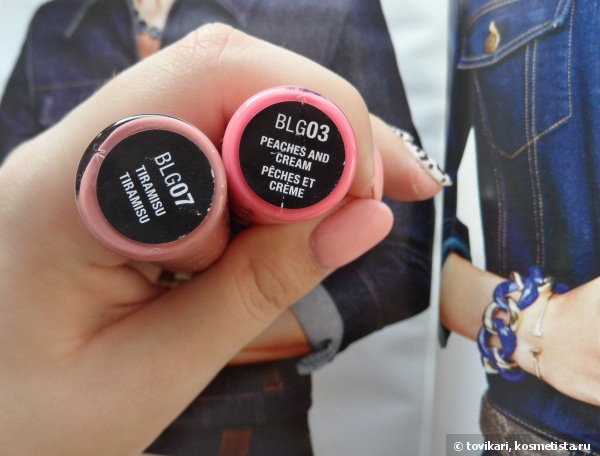 BLG07
TIRAMISU
TIRAMISU
BLG03
PEACHES AND
CREAM
PÊCHES ET
CRÈME
© tovikari, kosmetista.ru